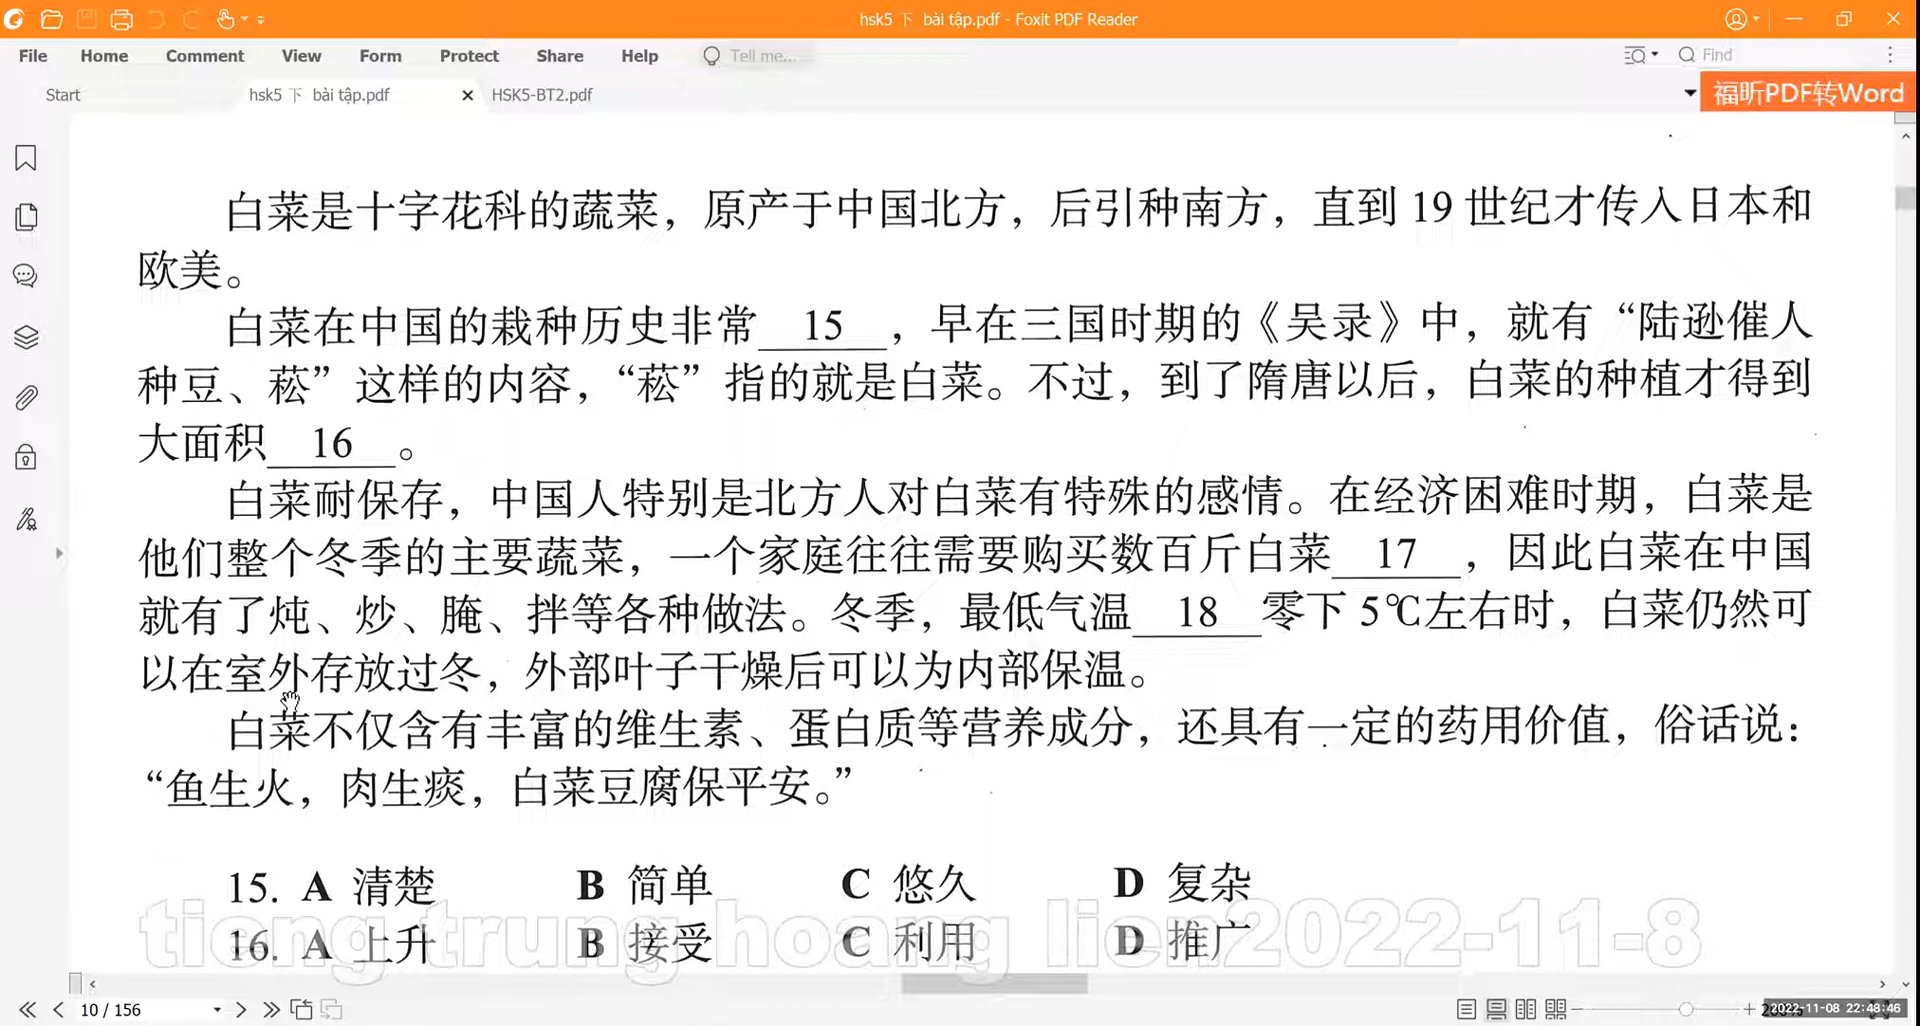 hsk5 下 bài tập.pdf - Foxit PDF Reader
File Home Comment View Form Protect Share Help Tell me... Find
Start hsk5 下 bài tập.pdf HSK5-BT2.pdf 福昕PDF转Word
白菜是十字花科的蔬菜，原产于中国北方，后引种南方，直到 19 世纪才传入日本和
欧美。
白菜在中国的栽种历史非常 15 ，早在三国时期的《吴录》中，就有“陆逊催人
种豆、菘”这样的内容，“菘”指的就是白菜。不过，到了隋唐以后，白菜的种植才得到
大面积 16 。
白菜耐保存，中国人特别是北方人对白菜有特殊的感情。在经济困难时期，白菜是
他们整个冬季的主要蔬菜，一个家庭往往需要购买数百斤白菜 17 ，因此白菜在中国
就有了炖、炒、腌、拌等各种做法。冬季，最低气温 18 零下 5℃左右时，白菜仍然可
以在室外存放过冬，外部叶子干燥后可以为内部保温。
白菜不仅含有丰富的维生素、蛋白质等营养成分，还具有一定的药用价值，俗话说：
“鱼生火，肉生痰，白菜豆腐保平安。”
15. A 清楚 B 简单 C 悠久 D 复杂
tieng trung hoang lien2022-11-8
16. A 上升 B 接受 C 利用 D 推广
10 / 156 2022-11-08 22:48:46